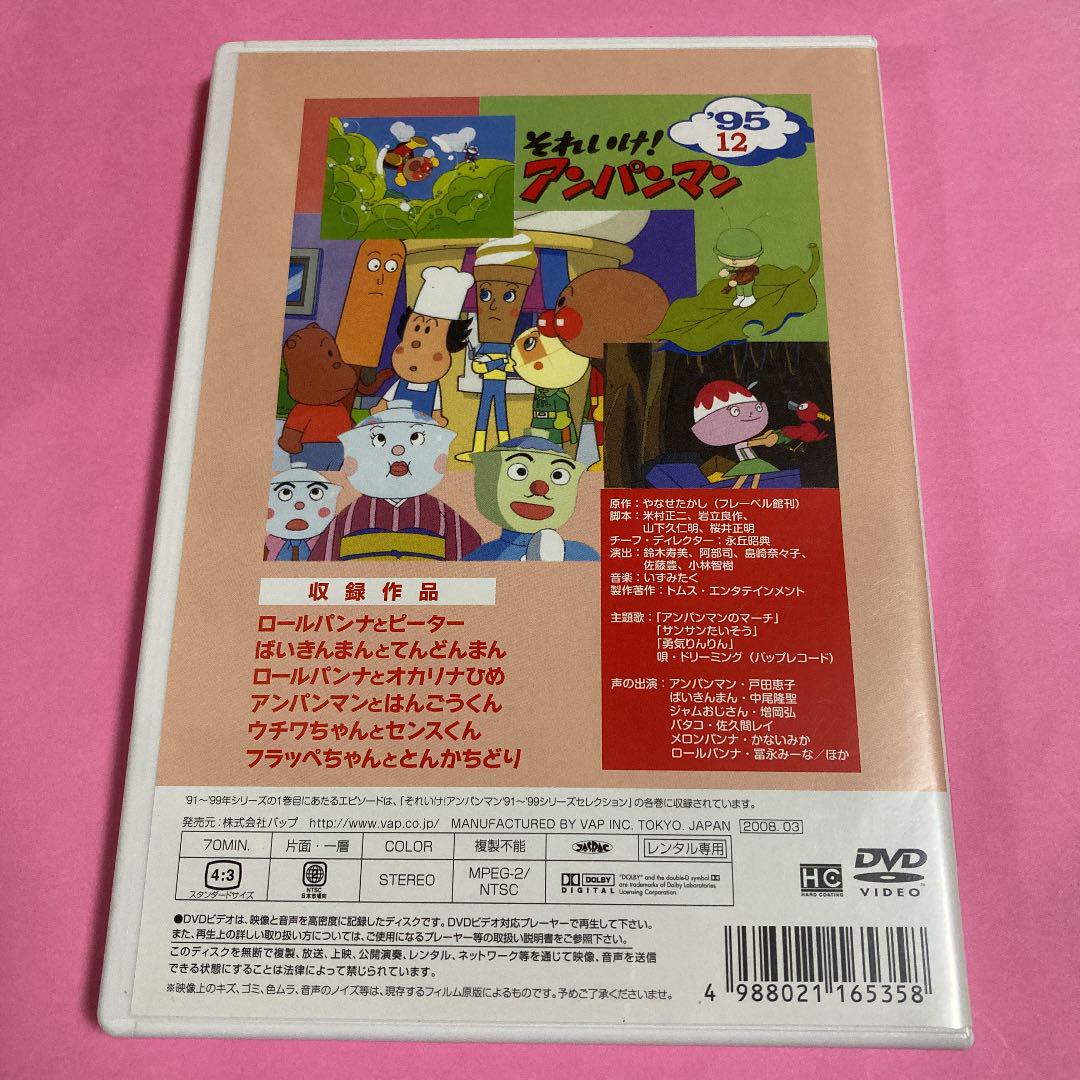 '95
12
それいけ!
アンパンマン
原作:やなせたかし(フレーベル館刊)
脚本:米村正二、岩立良作、
山下久仁明、桜井正明
チーフ・ディレクター:永丘昭典
演出:鈴木寿美、阿部司、島崎奈々子、
佐藤豊、小林智樹
音楽:いずみたく
製作著作:トムス・エンタテインメント
主題歌:「アンパンマンのマーチ」
「サンサンたいそう」
「勇気りんりん」
唄・ドリーミング(バップレコード)
声の出演:アンパンマン・戸田恵子
ばいきんまん・中尾隆聖
ジャムおじさん・増岡弘
バタコ・佐久間レイ
メロンパンナ・かないみか
ロールパンナ・冨永みーな/ほか
収録作品
ロールパンナとピーター
ばいきんまんとてんどんまん
ロールパンナとオカリナひめ
アンパンマンとはんごうくん
ウチワちゃんとセンスくん
フラッペちゃんととんかちどり
'91~'99年シリーズの1巻目にあたるエピソードは、「それいけ!アンパンマン'91~'99シリーズセレクション」の各巻に収録されています。
発売元:株式会社バップ http://www.vap.co.jp/ MANUFACTURED BY VAP INC. TOKYO. JAPAN 2008. 03
70MIN. 片面・一層 COLOR 複製不能 JASRAC レンタル専用
4:3 スタンダードサイズ
2 NTSC 日本市場向
STEREO
MPEG-2/
NTSC
DOLBY
DIGITAL
"DOLBY" and the double-D symbol
are trademarks of Dolby Laboratories
Licensing Corporation.
HC
HARD COATING
DVD
VIDEO
●DVDビデオは、映像と音声を高密度に記録したディスクです。DVDビデオ対応プレーヤーで再生して下さい。
また、再生上の詳しい取り扱い方については、ご使用になるプレーヤー等の取扱い説明書をご参照下さい。
このディスクを無断で複製、放送、上映、公開演奏、レンタル、ネットワーク等を通じて映像、音声を送信
できる状態にすることは法律によって禁じられています。
※映像上のキズ、ゴミ、色ムラ、音声のノイズ等は、現存するフィルム原版によるものです。予めご了承くださいませ。
4 988021 165358